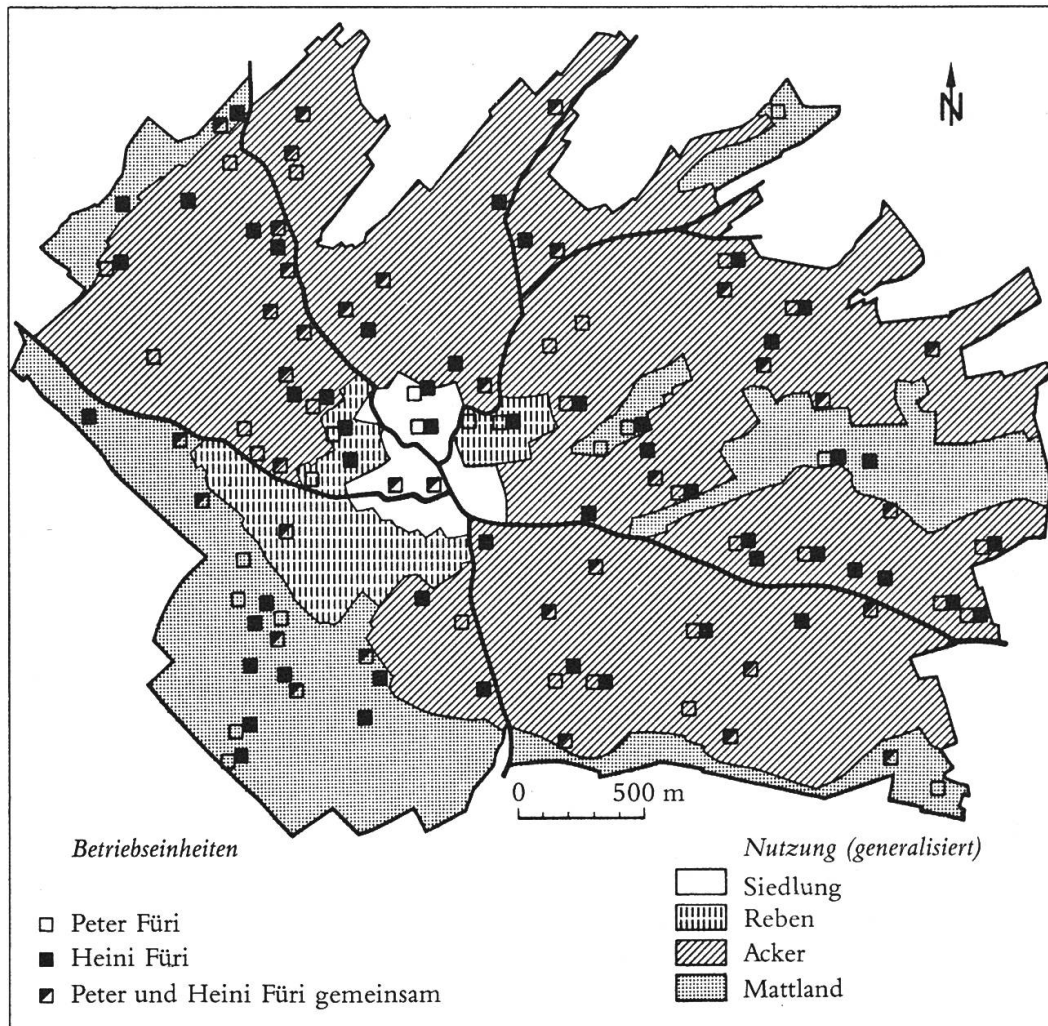 N
0 500 m
Betriebseinheiten
Peter Füri
Heini Füri
Peter und Heini Füri gemeinsam
Nutzung (generalisiert)
Siedlung
Reben
Acker
Mattland